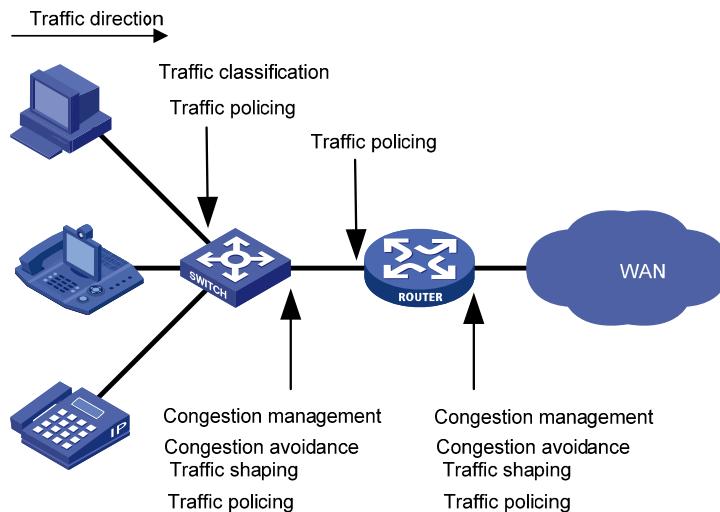 Traffic direction
Traffic classification
Traffic policing
Traffic policing
SWITCH
ROUTER
WAN
IP
Congestion management
Congestion avoidance
Traffic shaping
Traffic policing
Congestion management
Congestion avoidance
Traffic shaping
Traffic policing